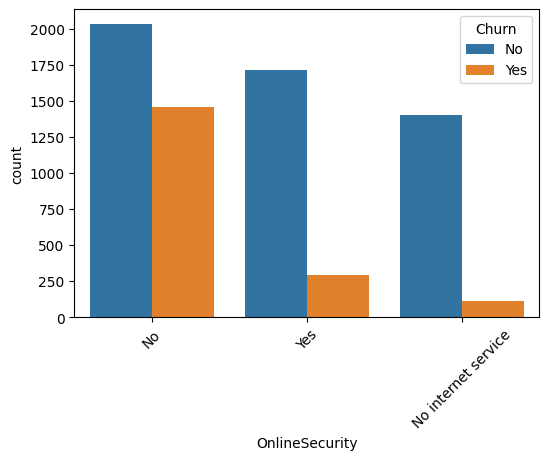 2000
1750
1500
1250
1000
750
500
250
0
count
Churn
No
Yes
No
Yes
No internet service
OnlineSecurity